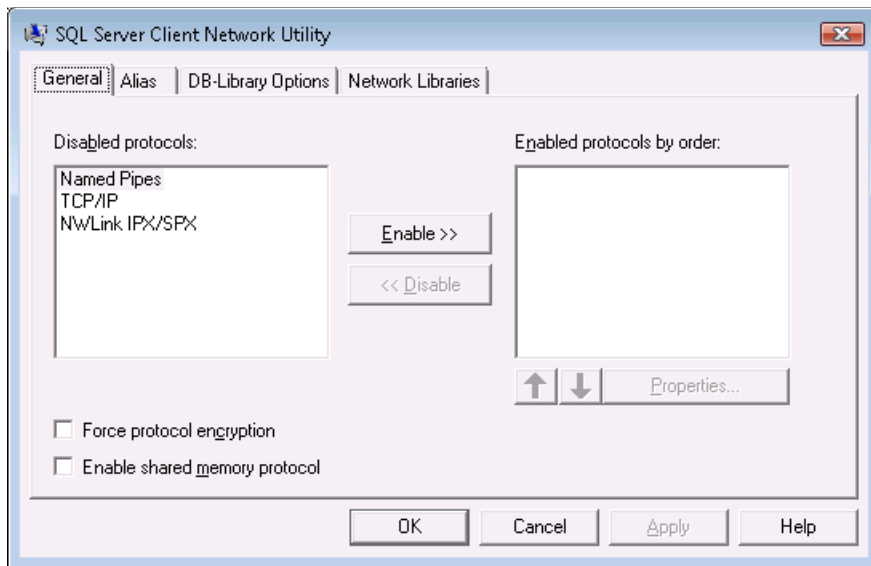 SQL Server Client Network Utility
General Alias DB-Library Options Network Libraries
Disabled protocols:
Named Pipes
TCP/IP
NWLink IPX/SPX
Enable >>
<< Disable
Enabled protocols by order:
Properties...
Force protocol encryption
Enable shared memory protocol
OK Cancel Apply Help